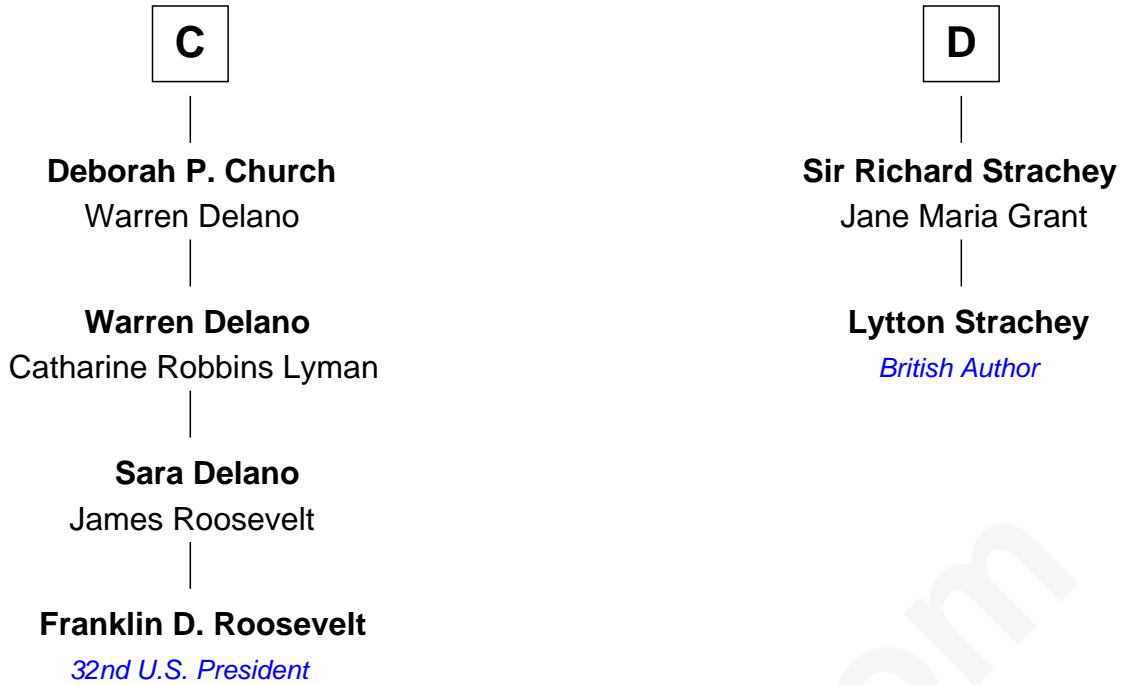 C
Deborah P. Church
Warren Delano
Warren Delano
Catharine Robbins Lyman
Sara Delano
James Roosevelt
Franklin D. Roosevelt
32nd U.S. President
D
Sir Richard Strachey
Jane Maria Grant
Lytton Strachey
British Author
om